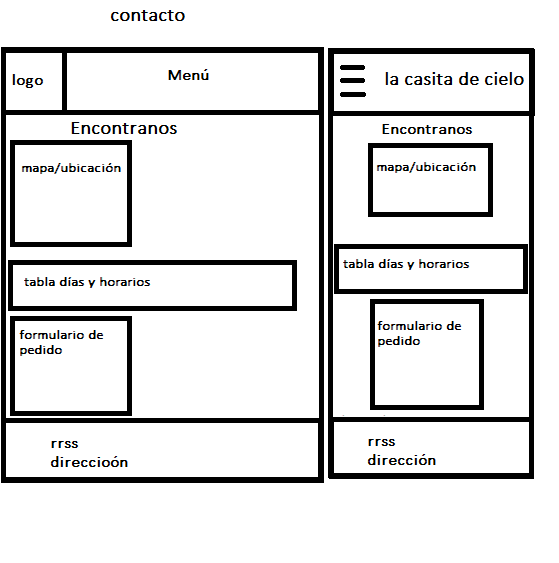 contacto
logo
Menú
Encontranos
mapa/ubicación
tabla días y horarios
formulario de
pedido
rrss
direccioón
la casita de cielo
Encontranos
mapa/ubicación
tabla días y horarios
formulario de
pedido
rrss
dirección